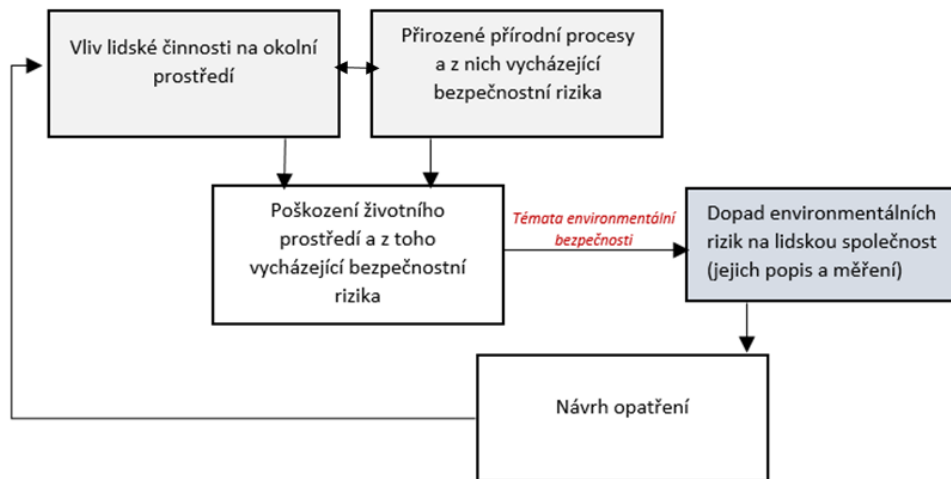 Vliv lidské činnosti na okolní
prostředí
Přirozené přírodní procesy
a z nich vycházející
bezpečnostní rizika
Poškození životního
prostředí a z toho
vycházející bezpečnostní
rizika
Témata environmentální
bezpečnosti
Dopad environmentálních
rizik na lidskou společnost
(jejich popis a měření)
Návrh opatření